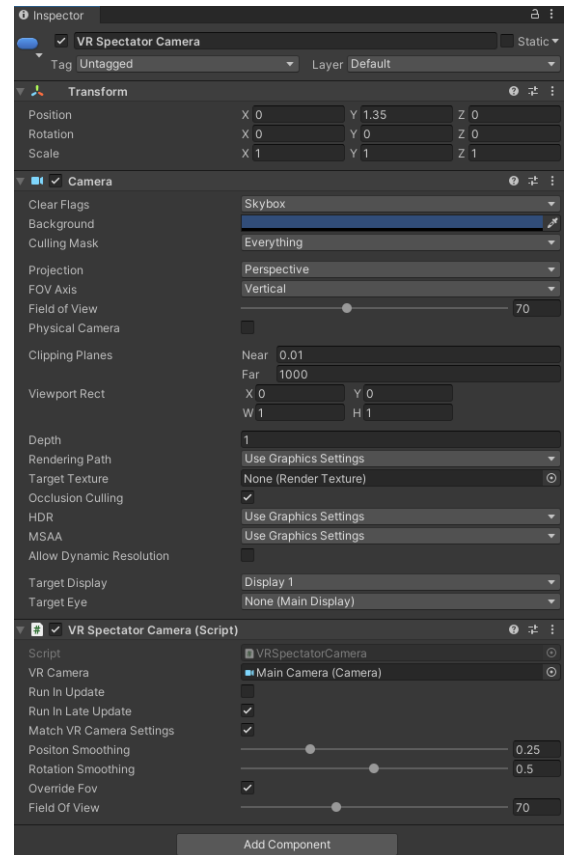 Inspector
VR Spectator Camera Static
Tag Untagged Layer Default
Transform
Position X 0 Y 1.35 Z 0
Rotation X 0 Y 0 Z 0
Scale X 1 Y 1 Z 1
Camera
Clear Flags Skybox
Background
Culling Mask Everything
Projection Perspective
FOV Axis Vertical
Field of View 70
Physical Camera
Clipping Planes Near 0.01
Far 1000
Viewport Rect X 0 Y 0
W 1 H 1
Depth 1
Rendering Path Use Graphics Settings
Target Texture None (Render Texture)
Occlusion Culling
HDR Use Graphics Settings
MSAA Use Graphics Settings
Allow Dynamic Resolution
Target Display Display 1
Target Eye None (Main Display)
# VR Spectator Camera (Script)
Script VRSpectatorCamera
VR Camera Main Camera (Camera)
Run In Update
Run In Late Update
Match VR Camera Settings
Positon Smoothing 0.25
Rotation Smoothing 0.5
Override Fov
Field Of View 70
Add Component